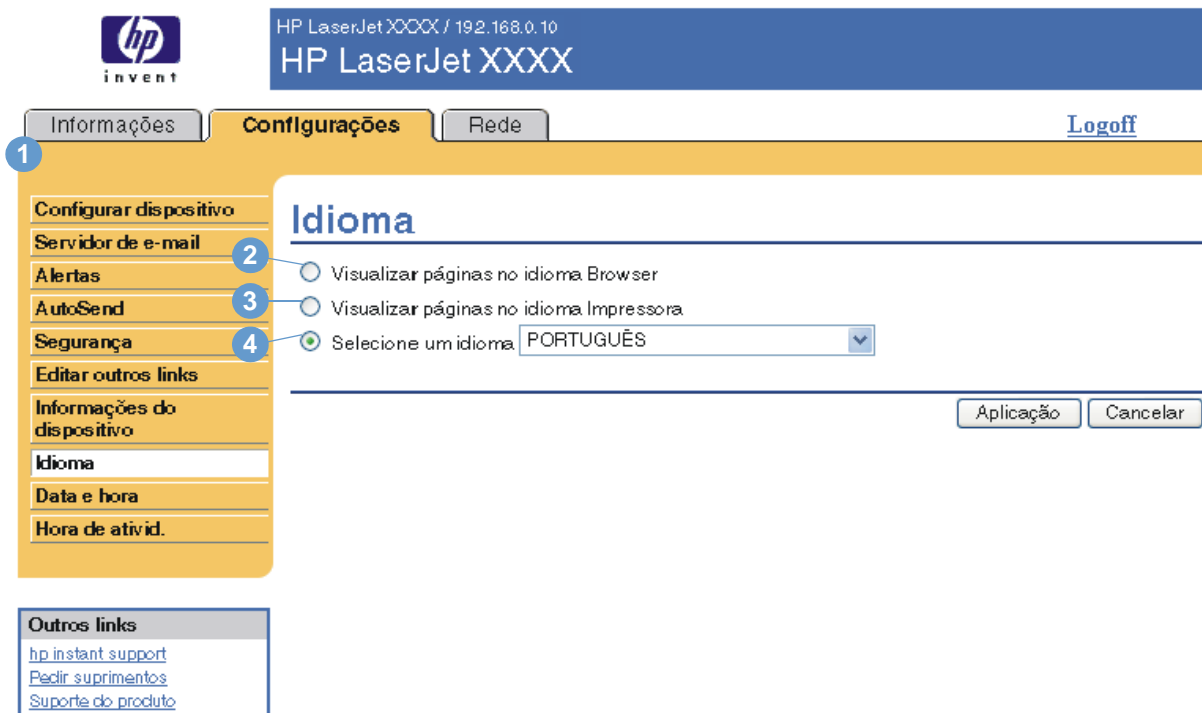 hp
invent
HP LaserJet XXXX / 192.168.0.10
HP LaserJet XXXX
Informações
Configurações
Rede
Logoff
1
Configurar dispositivo
Servidor de e-mail
Alertas
AutoSend
Segurança
Editar outros links
Informações do
dispositivo
Idioma
Data e hora
Hora de ativid.
Idioma
2
Visualizar páginas no idioma Browser
3
Visualizar páginas no idioma Impressora
4
Selecione um idioma PORTUGUÊS
Aplicação
Cancelar
Outros links
hp instant support
Pedir suprimentos
Suporte do produto